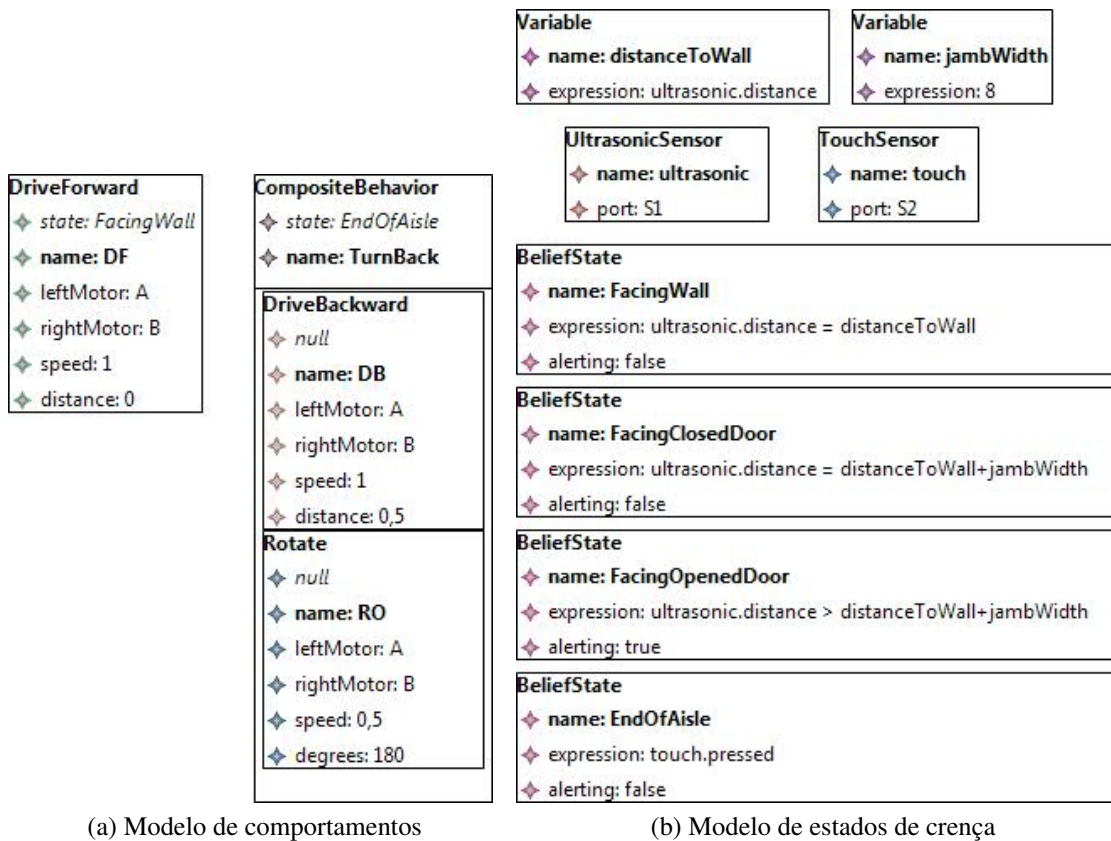 DriveForward
state: FacingWall
name: DF
leftMotor: A
rightMotor: B
speed: 1
distance: 0
CompositeBehavior
state: EndOfAisle
name: TurnBack
DriveBackward
null
name: DB
leftMotor: A
rightMotor: B
speed: 1
distance: 0,5
Rotate
null
name: RO
leftMotor: A
rightMotor: B
speed: 0,5
degrees: 180
(a) Modelo de comportamentos
Variable
name: distanceToWall
expression: ultrasonic.distance
Variable
name: jambWidth
expression: 8
UltrasonicSensor
name: ultrasonic
port: S1
TouchSensor
name: touch
port: S2
BeliefState
name: FacingWall
expression: ultrasonic.distance = distanceToWall
alerting: false
BeliefState
name: FacingClosedDoor
expression: ultrasonic.distance = distanceToWall+jambWidth
alerting: false
BeliefState
name: FacingOpenedDoor
expression: ultrasonic.distance > distanceToWall+jambWidth
alerting: true
BeliefState
name: EndOfAisle
expression: touch.pressed
alerting: false
(b) Modelo de estados de crença